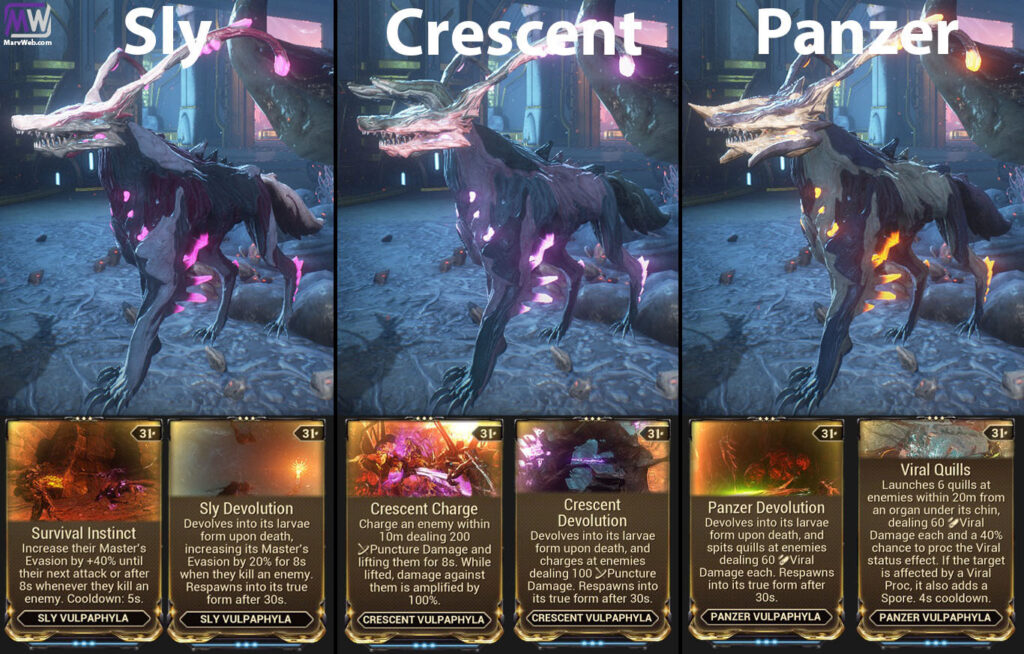 MW
MarvWeb.com
Sly
Crescent
Panzer
31
Survival Instinct
Increase their Master's
Evasion by +40% until
their next attack or after
8s whenever they kill an
enemy. Cooldown: 5s.
SLY VULPAPHYLA
31
Sly Devolution
Devolves into its larvae
form upon death,
increasing its Master's
Evasion by 20% for 8s
when they kill an enemy.
Respawns into its true
form after 30s.
SLY VULPAPHYLA
31
Crescent Charge
Charge an enemy within
10m dealing 200
Puncture Damage and
lifting them for 8s. While
lifted, damage against
them is amplified by
100%.
CRESCENT VULPAPHYLA
31
Crescent
Devolution
Devolves into its larvae
form upon death, and
charges at enemies
dealing 100 Puncture
Damage. Respawns into
its true form after 30s.
CRESCENT VULPAPHYLA
31
Panzer Devolution
Devolves into its larvae
form upon death, and
spits quills at enemies
dealing 60 Viral
Damage each. Respawns
into its true form after
30s.
PANZER VULPAPHYLA
31
Viral Quills
Launches 6 quills at
enemies within 20m from
an organ under its chin,
dealing 60 Viral
Damage each and a 40%
chance to proc the Viral
status effect. If the target
is affected by a Viral
Proc, it also adds a
Spore. 4s cooldown.
PANZER VULPAPHYLA